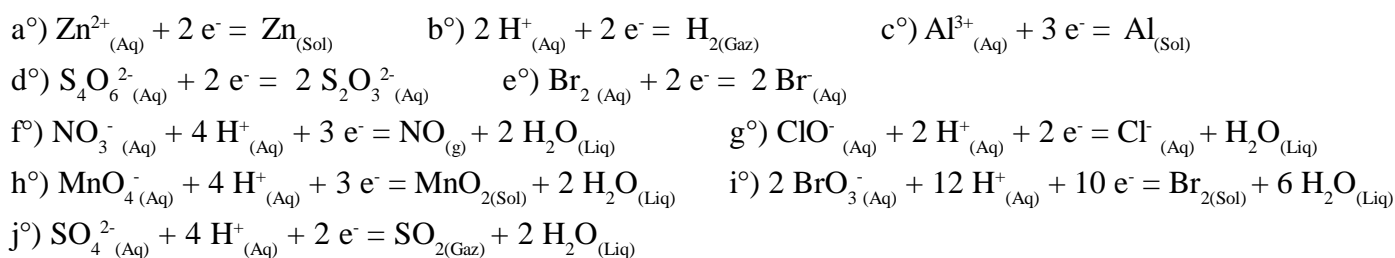 a°) Zn²⁺(Aq) + 2 e⁻ = Zn(Sol) b°) 2 H⁺(Aq) + 2 e⁻ = H₂(Gaz) c°) Al³⁺(Aq) + 3 e⁻ = Al(Sol)
d°) S₄O₆²⁻(Aq) + 2 e⁻ = 2 S₂O₃²⁻(Aq) e°) Br₂ (Aq) + 2 e⁻ = 2 Br⁻(Aq)
f°) NO₃⁻ (Aq) + 4 H⁺(Aq) + 3 e⁻ = NO(g) + 2 H₂O(Liq) g°) ClO⁻ (Aq) + 2 H⁺(Aq) + 2 e⁻ = Cl⁻ (Aq) + H₂O(Liq)
h°) MnO₄⁻(Aq) + 4 H⁺(Aq) + 3 e⁻ = MnO₂(Sol) + 2 H₂O(Liq) i°) 2 BrO₃⁻(Aq) + 12 H⁺(Aq) + 10 e⁻ = Br₂(Sol) + 6 H₂O(Liq)
j°) SO₄²⁻(Aq) + 4 H⁺(Aq) + 2 e⁻ = SO₂(Gaz) + 2 H₂O(Liq)